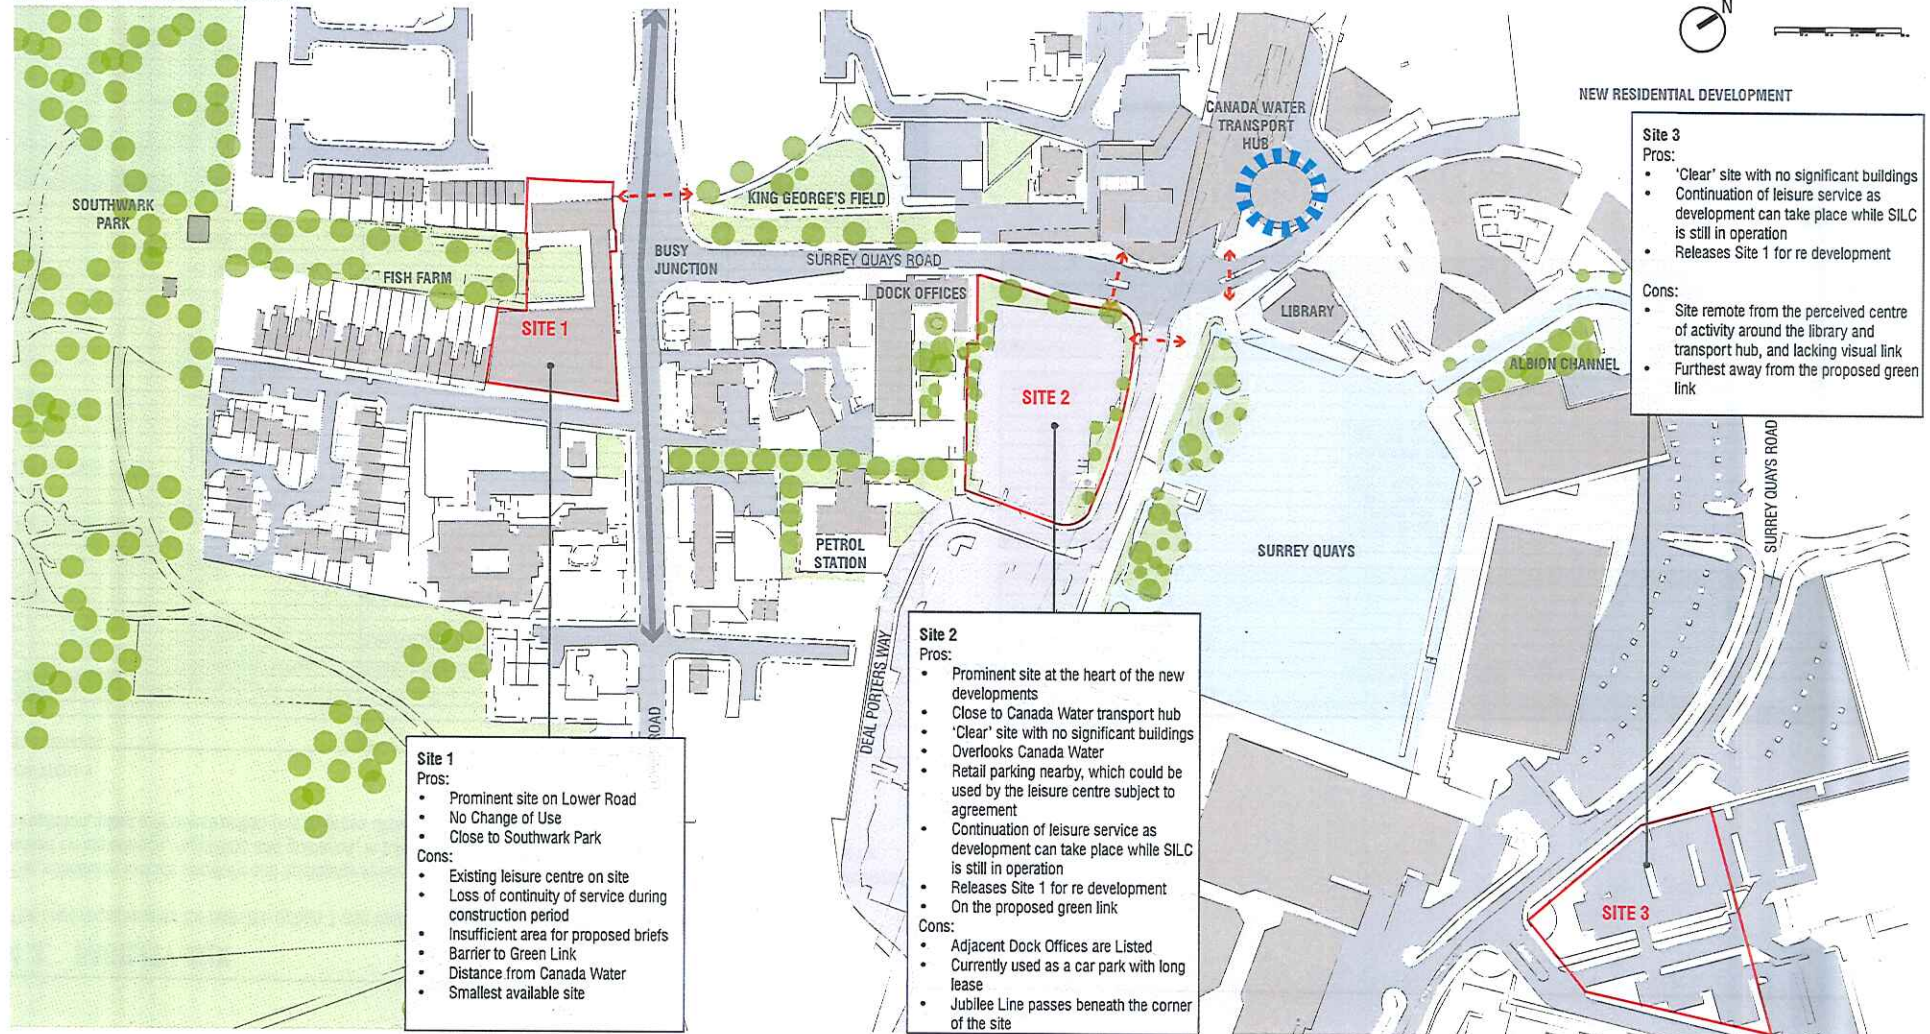 N
NEW RESIDENTIAL DEVELOPMENT
CANADA WATER
TRANSPORT
HUB
SOUTHWARK
PARK
KING GEORGE'S FIELD
BUSY
JUNCTION
SURREY QUAYS ROAD
FISH FARM
DOCK OFFICES
LIBRARY
SITE 1
ALBION CHANNEL
SITE 2
SURREY QUAYS ROAD
PETROL
STATION
SURREY QUAYS
DEAL PORTERS WAY
ROAD
SITE 3
Site 3
Pros:
• 'Clear' site with no significant buildings
• Continuation of leisure service as
development can take place while SILC
is still in operation
• Releases Site 1 for re development
Cons:
• Site remote from the perceived centre
of activity around the library and
transport hub, and lacking visual link
• Furthest away from the proposed green
link
Site 1
Pros:
• Prominent site on Lower Road
• No Change of Use
• Close to Southwark Park
Cons:
• Existing leisure centre on site
• Loss of continuity of service during
construction period
• Insufficient area for proposed briefs
• Barrier to Green Link
• Distance from Canada Water
• Smallest available site
Site 2
Pros:
• Prominent site at the heart of the new
developments
• Close to Canada Water transport hub
• 'Clear' site with no significant buildings
• Overlooks Canada Water
• Retail parking nearby, which could be
used by the leisure centre subject to
agreement
• Continuation of leisure service as
development can take place while SILC
is still in operation
• Releases Site 1 for re development
• On the proposed green link
Cons:
• Adjacent Dock Offices are Listed
• Currently used as a car park with long
lease
• Jubilee Line passes beneath the corner
of the site